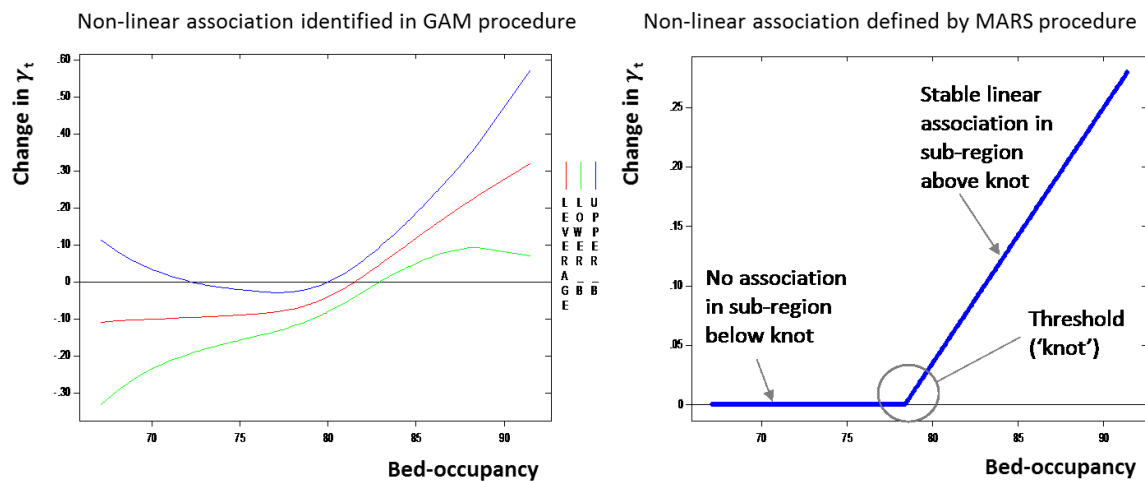 Non-linear association identified in GAM procedure
Change in γt
.60
.50
.40
.30
.20
.10
0
.10
.20
-.30
70
75
80
85
90
Bed-occupancy
LEVERAGE
LOWER_B
UPPPER_B
Non-linear association defined by MARS procedure
Change in γt
.25
.20
.15
.10
.05
0
70
75
80
85
90
Bed-occupancy
Stable linear
association in
sub-region
above knot
No association
in sub-region
below knot
Threshold
('knot')